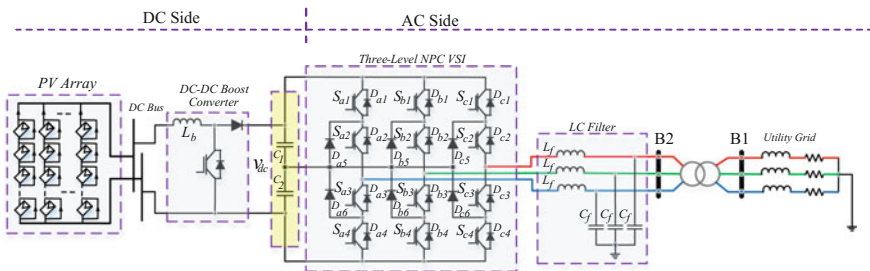 DC Side
AC Side
Three-Level NPC VSI
PV Array
DC-DC Boost
Converter
DC Bus
LC Filter
Utility Grid
B2
B1
L_b
V_dc
C_1
C_2
S_a1
D_a1
S_b1
D_b1
S_c1
D_c1
S_a2
D_a2
S_b2
D_b2
S_c2
D_c2
D_a5
D_b5
D_c5
S_a3
D_a3
S_b3
D_b3
S_c3
D_c3
D_a6
D_b6
D_c6
S_a4
D_a4
S_b4
D_b4
S_c4
D_c4
L_f
L_f
L_f
C_f
C_f
C_f